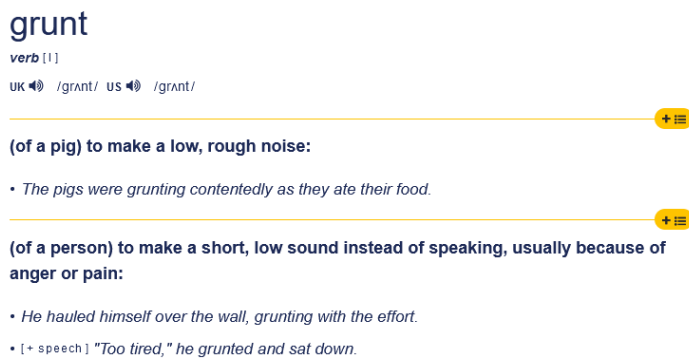 grunt
verb [ I ]
UK /ɡrʌnt/ US /ɡrʌnt/
(of a pig) to make a low, rough noise:
• The pigs were grunting contentedly as they ate their food.
(of a person) to make a short, low sound instead of speaking, usually because of
anger or pain:
• He hauled himself over the wall, grunting with the effort.
• [ + speech ] "Too tired," he grunted and sat down.